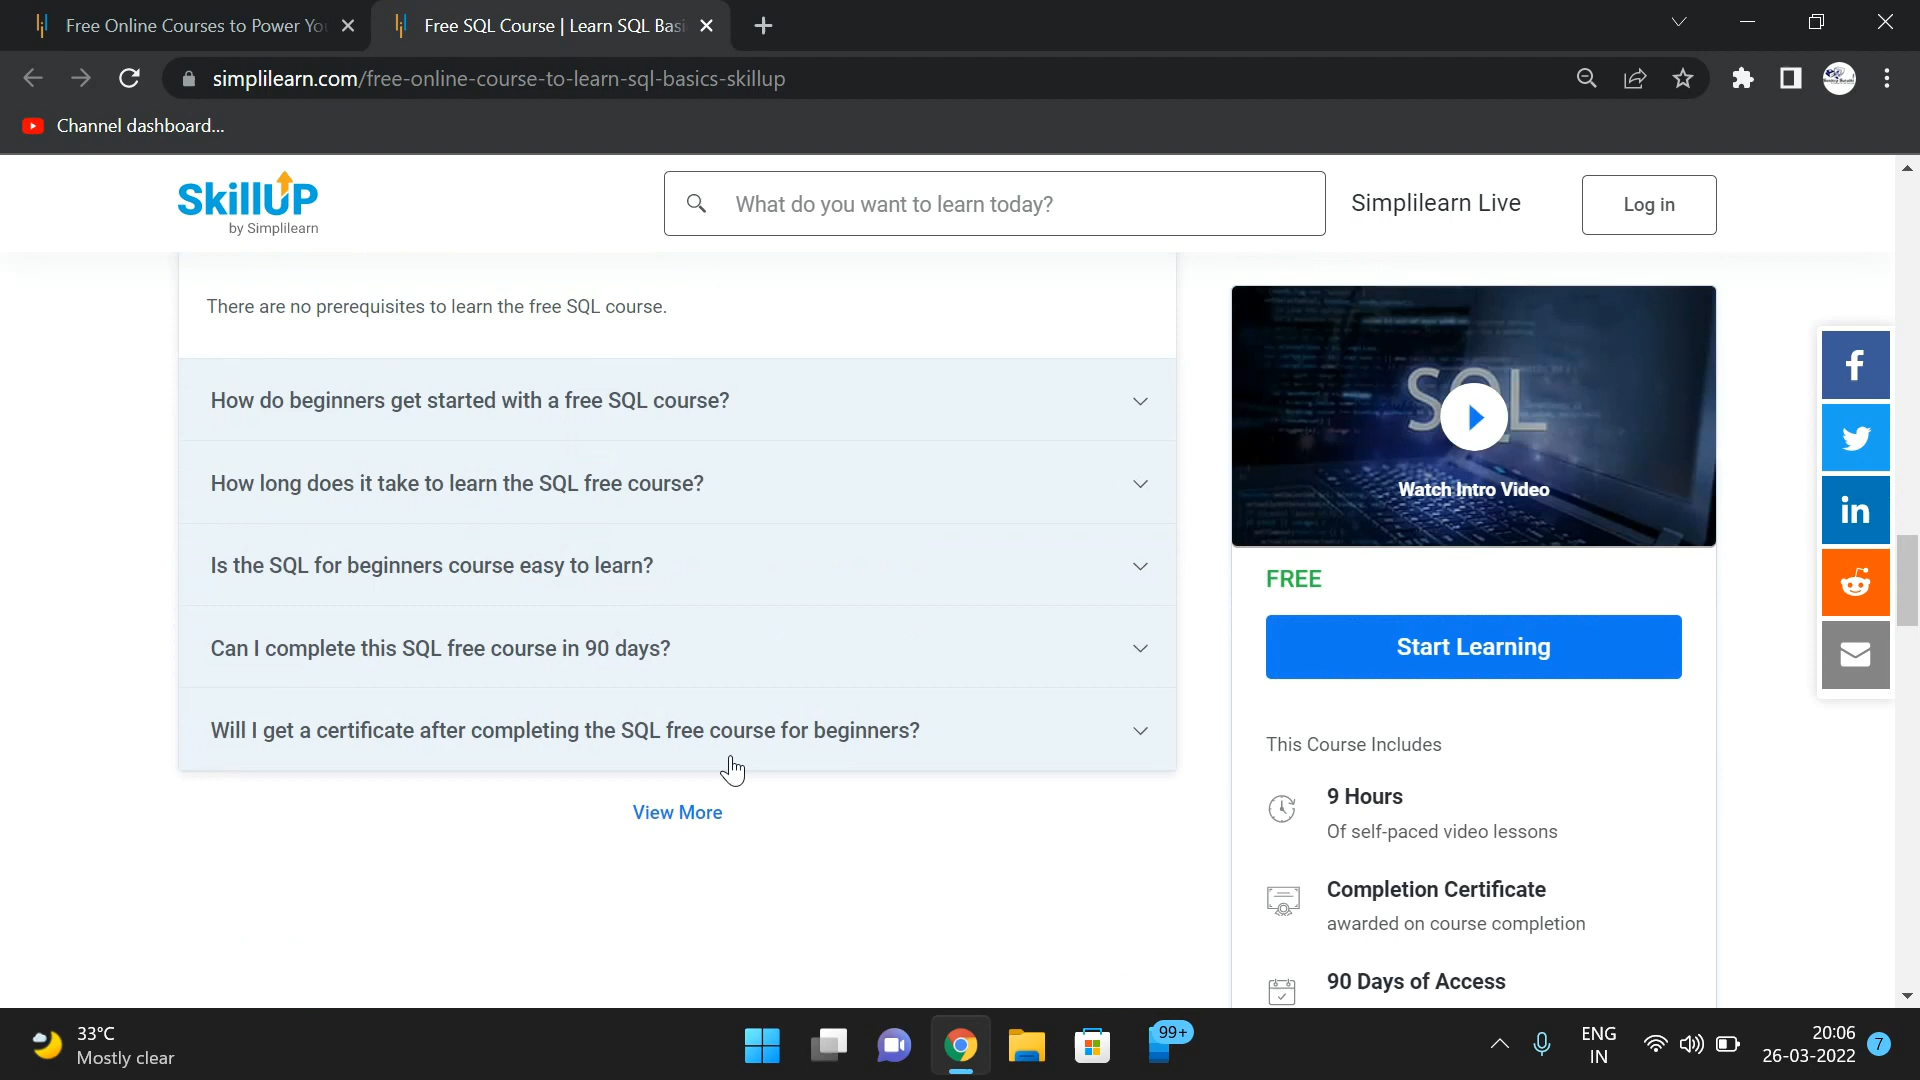 Free Online Courses to Power Yo
Free SQL Course | Learn SQL Basi
simplilearn.com/free-online-course-to-learn-sql-basics-skillup
Channel dashboard...
SkillUP
by Simplilearn
What do you want to learn today?
Simplilearn Live
Log in
There are no prerequisites to learn the free SQL course.
How do beginners get started with a free SQL course?
How long does it take to learn the SQL free course?
Is the SQL for beginners course easy to learn?
Can I complete this SQL free course in 90 days?
Will I get a certificate after completing the SQL free course for beginners?
View More
SQL
Watch Intro Video
FREE
Start Learning
This Course Includes
9 Hours
Of self-paced video lessons
Completion Certificate
awarded on course completion
90 Days of Access
33°C
Mostly clear
99+
ENG
IN
20:06
26-03-2022
7